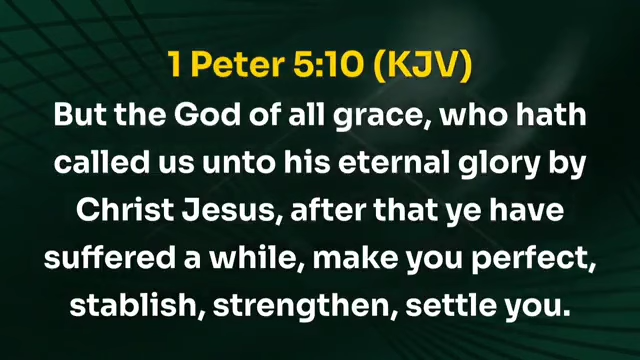 1 Peter 5:10 (KJV)
But the God of all grace, who hath
called us unto his eternal glory by
Christ Jesus, after that ye have
suffered a while, make you perfect,
stablish, strengthen, settle you.